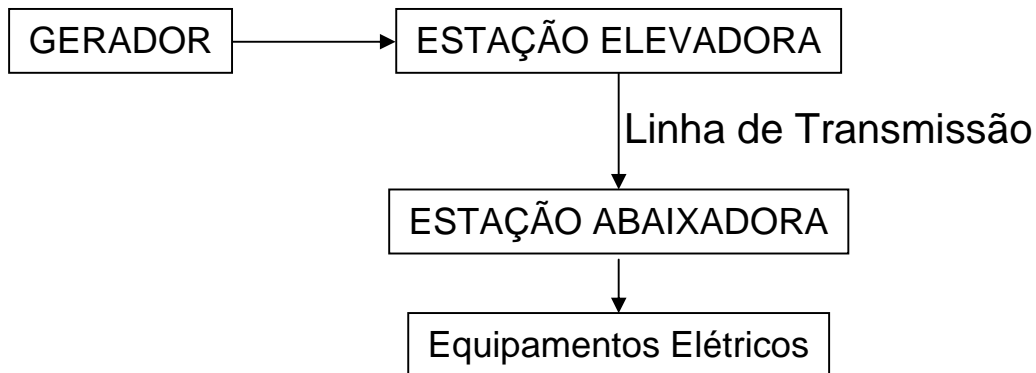 GERADOR
ESTAÇÃO ELEVADORA
Linha de Transmissão
ESTAÇÃO ABAIXADORA
Equipamentos Elétricos